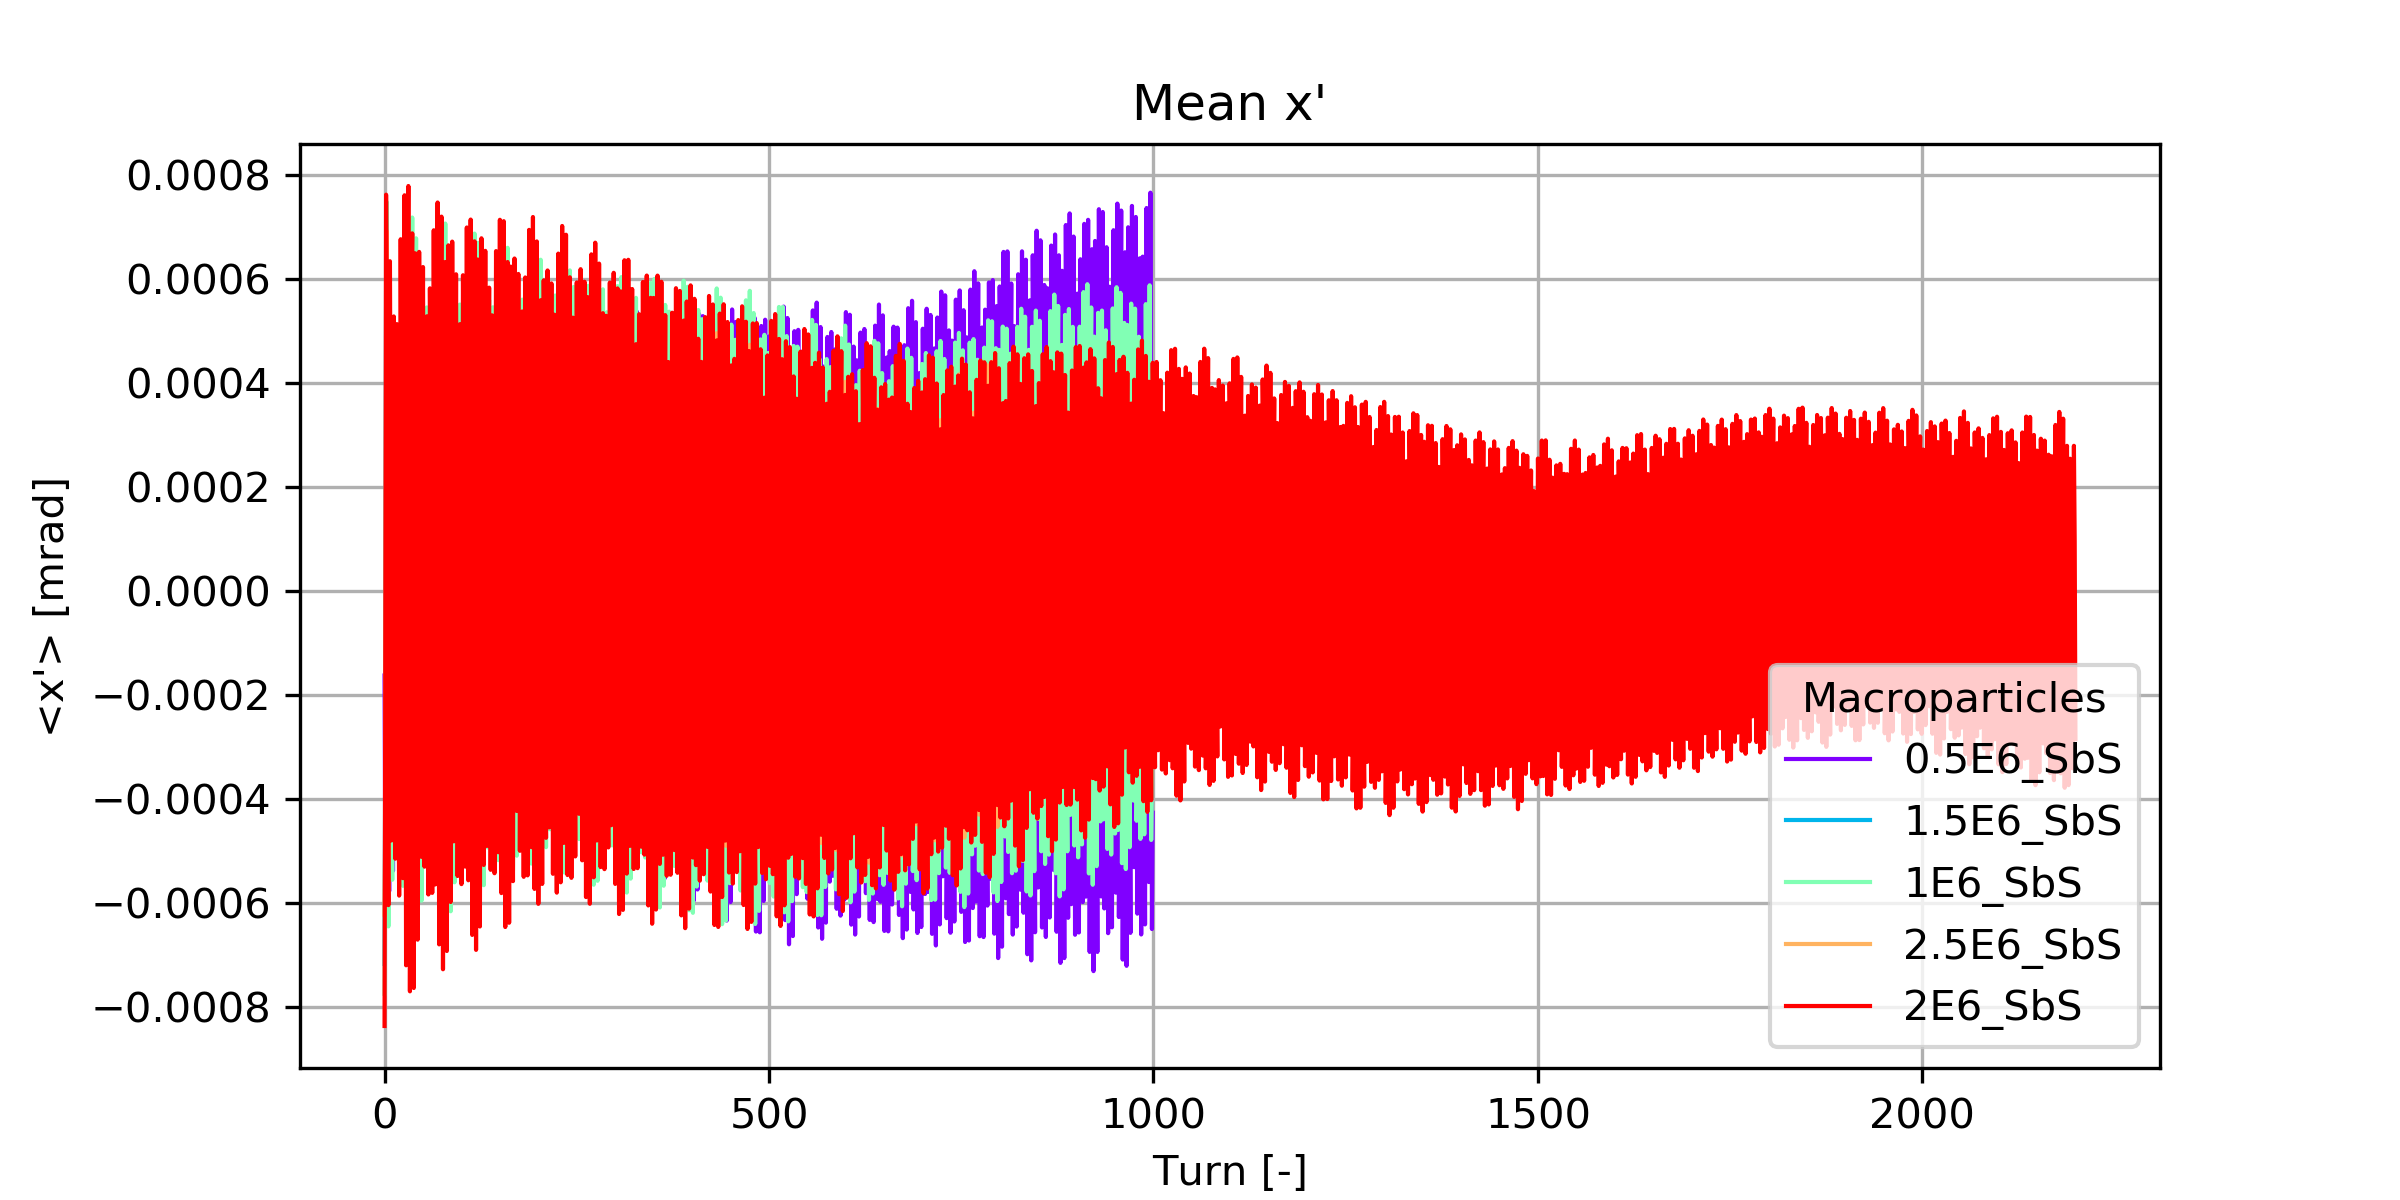 Mean x'
0.0008
0.0006
0.0004
0.0002
0.0000
−0.0002
−0.0004
−0.0006
−0.0008
<x'> [mrad]
Macroparticles
0.5E6_SbS
1.5E6_SbS
1E6_SbS
2.5E6_SbS
2E6_SbS
0 500 1000 1500 2000
Turn [-]